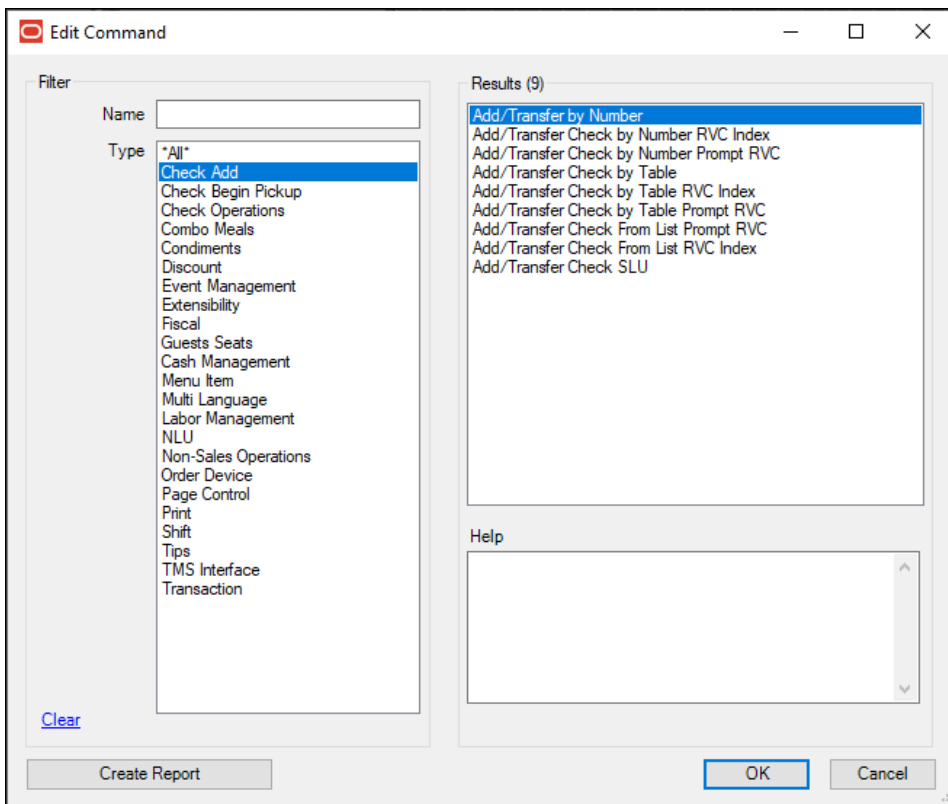 Edit Command
Filter
Name
Type
*All*
Check Add
Check Begin Pickup
Check Operations
Combo Meals
Condiments
Discount
Event Management
Extensibility
Fiscal
Guests Seats
Cash Management
Menu Item
Multi Language
Labor Management
NLU
Non-Sales Operations
Order Device
Page Control
Print
Shift
Tips
TMS Interface
Transaction
Clear
Create Report
Results (9)
Add/Transfer by Number
Add/Transfer Check by Number RVC Index
Add/Transfer Check by Number Prompt RVC
Add/Transfer Check by Table
Add/Transfer Check by Table RVC Index
Add/Transfer Check by Table Prompt RVC
Add/Transfer Check From List Prompt RVC
Add/Transfer Check From List RVC Index
Add/Transfer Check SLU
Help
OK
Cancel